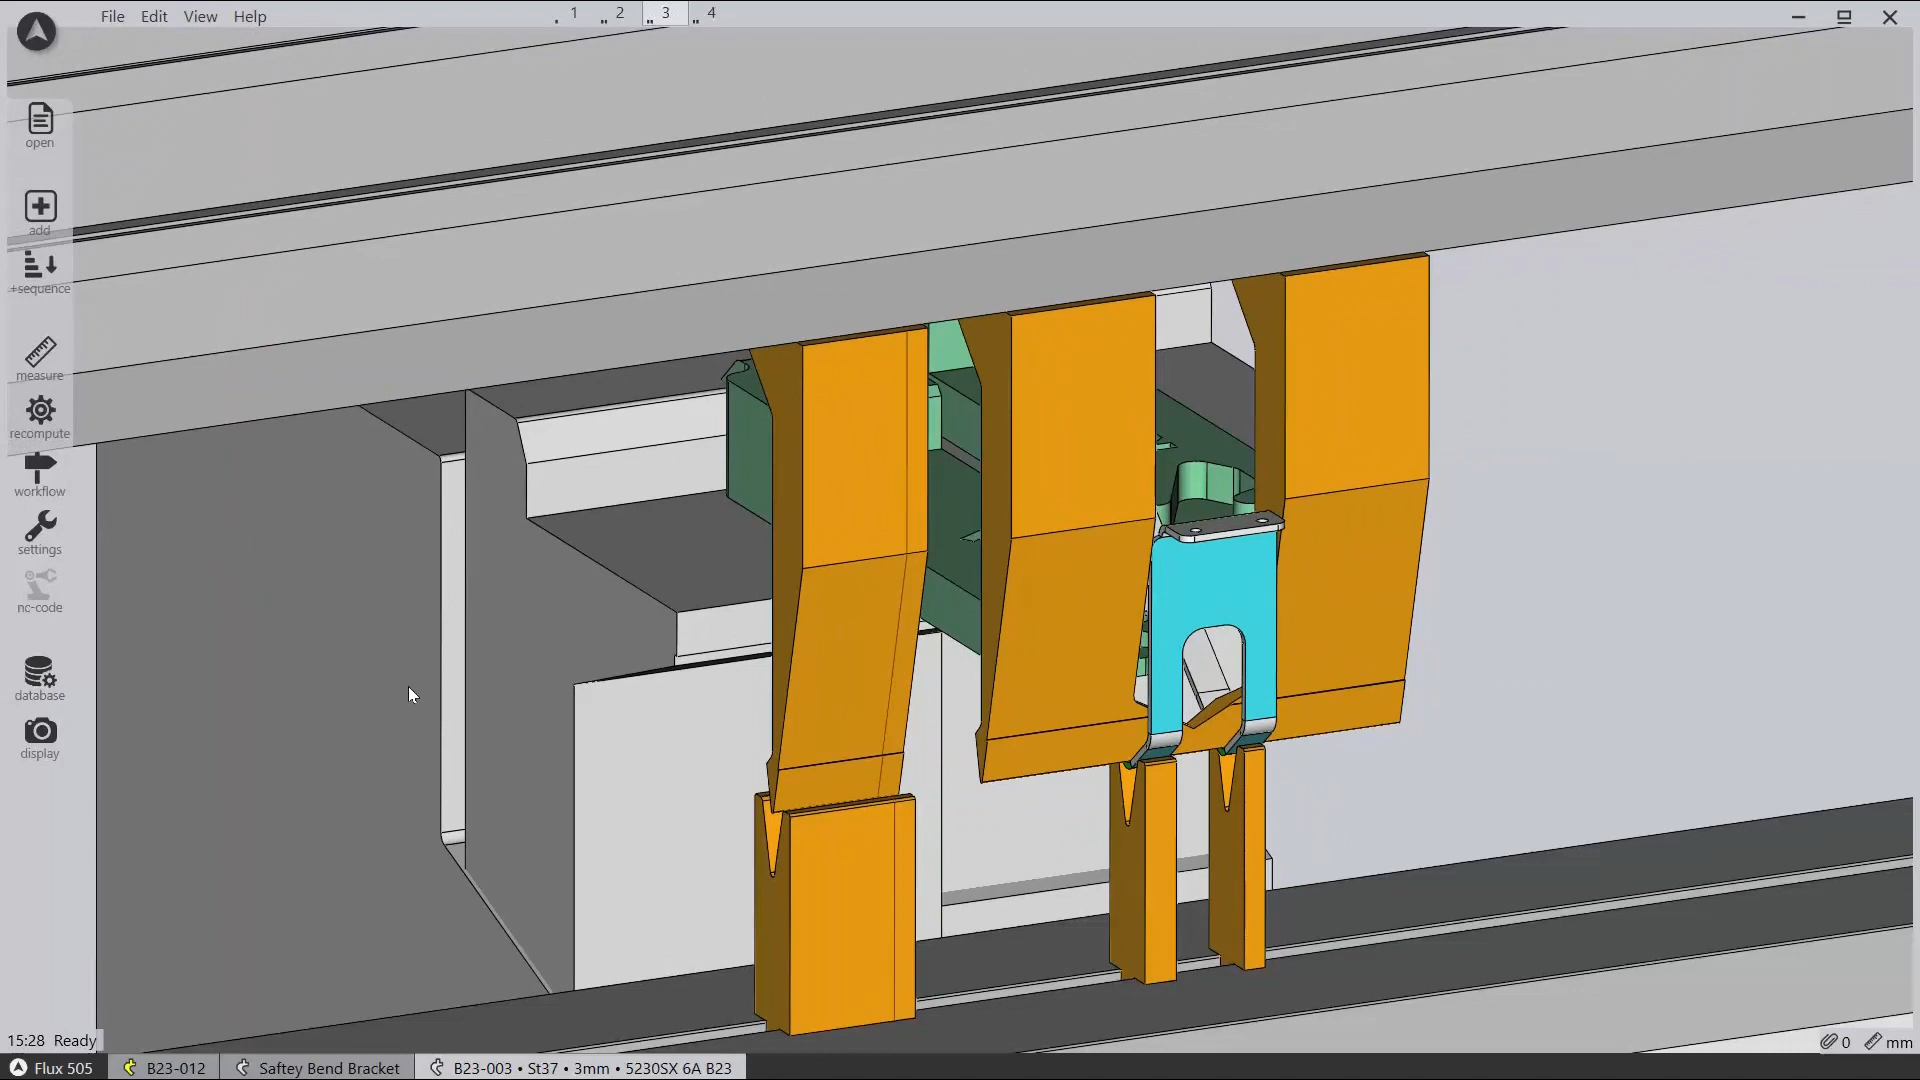 File Edit View Help
1 2 3 4
open
add
+sequence
measure
recompute
workflow
settings
nc-code
database
display
15:28 Ready
0 mm
Flux 505 B23-012 Saftey Bend Bracket B23-003 • St37 • 3mm • 5230SX 6A B23